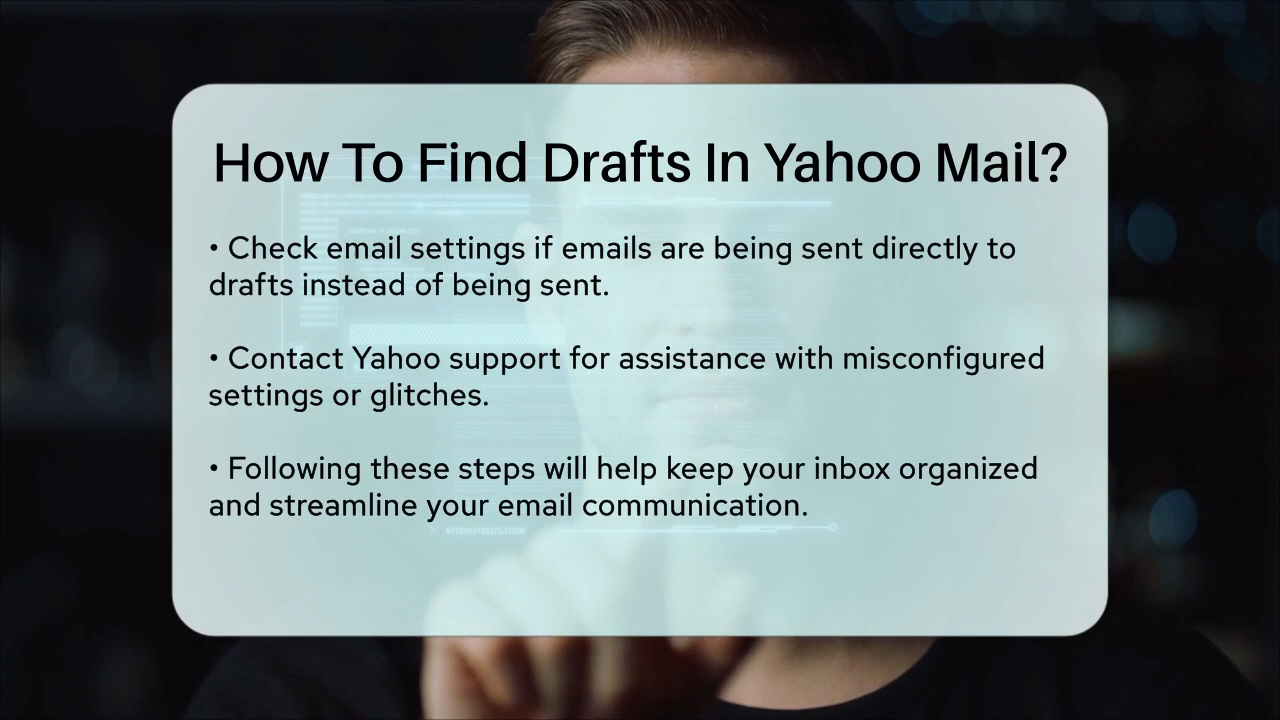 How To Find Drafts In Yahoo Mail?
• Check email settings if emails are being sent directly to
drafts instead of being sent.
• Contact Yahoo support for assistance with misconfigured
settings or glitches.
• Following these steps will help keep your inbox organized
and streamline your email communication.